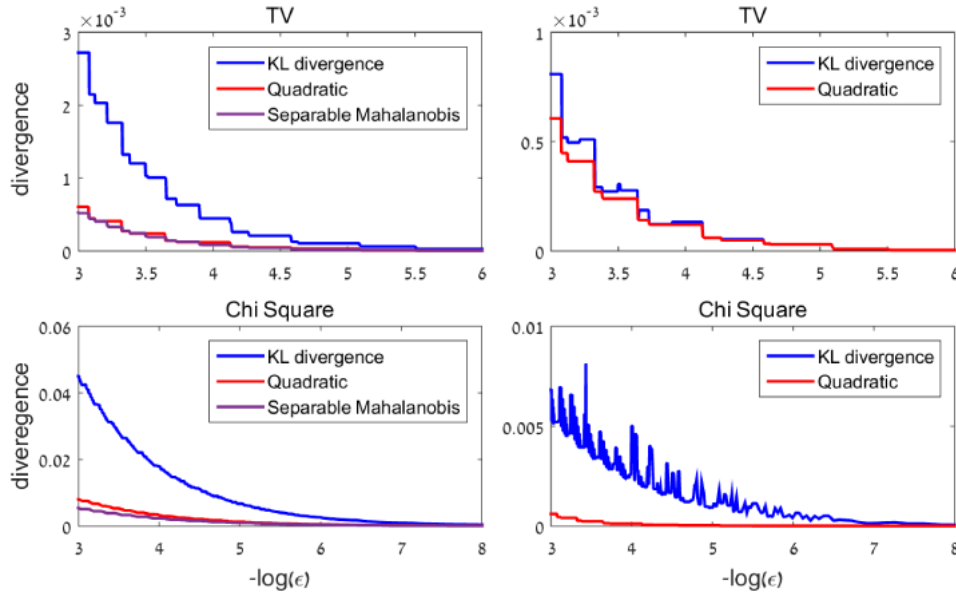 TV
×10⁻³
3
2
1
0
divergence
KL divergence
Quadratic
Separable Mahalanobis
3 3.5 4 4.5 5 5.5 6
TV
×10⁻³
1
0.5
0
KL divergence
Quadratic
3 3.5 4 4.5 5 5.5 6
Chi Square
0.06
0.04
0.02
0
diveregence
KL divergence
Quadratic
Separable Mahalanobis
3 4 5 6 7 8
-log(ϵ)
Chi Square
0.01
0.005
0
KL divergence
Quadratic
3 4 5 6 7 8
-log(ϵ)